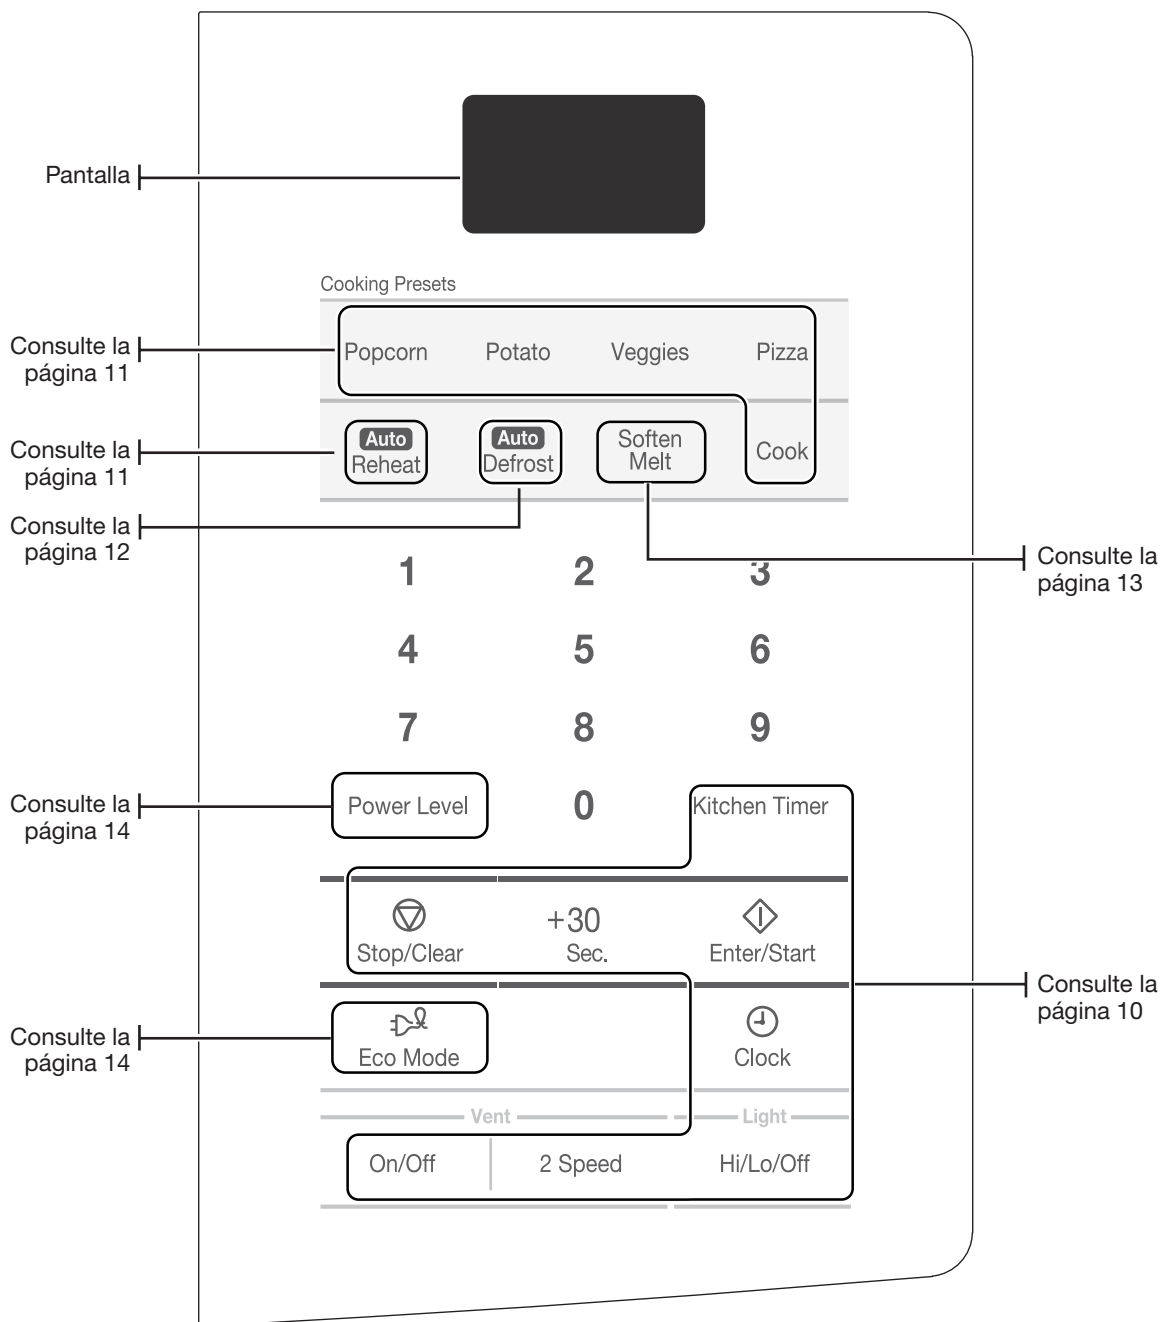 Pantalla
Cooking Presets
Consulte la
página 11
Popcorn Potato Veggies Pizza
Consulte la
página 11
Auto
Reheat
Auto
Defrost
Soften
Melt
Cook
Consulte la
página 12
Consulte la
página 13
1 2 3
4 5 6
7 8 9
Consulte la
página 14
Power Level 0 Kitchen Timer
Stop/Clear
+30
Sec.
Enter/Start
Consulte la
página 10
Consulte la
página 14
Eco Mode
Clock
Vent Light
On/Off 2 Speed Hi/Lo/Off